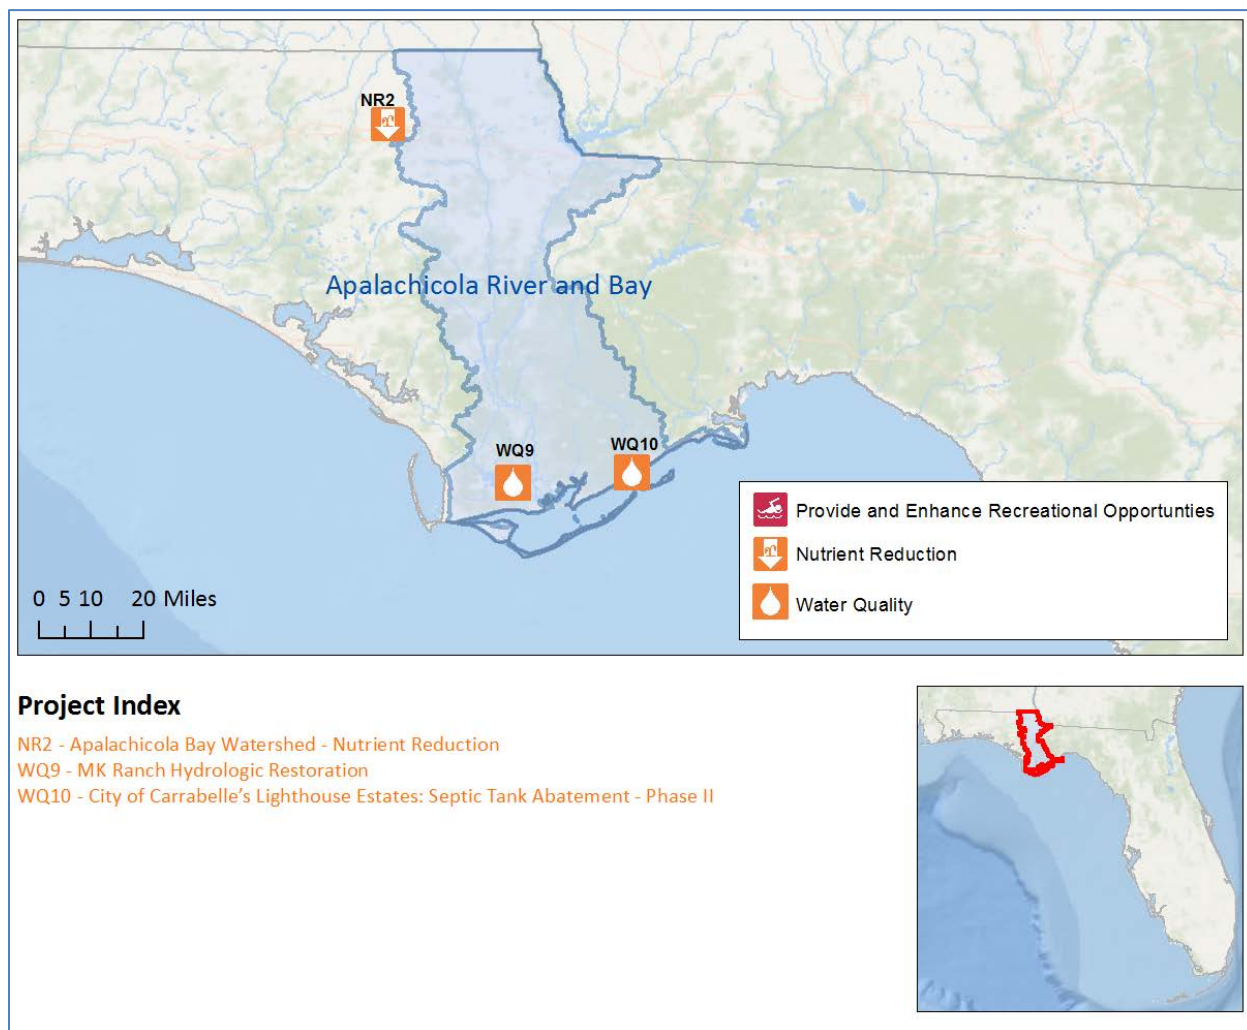 NR2
Apalachicola River and Bay
WQ9
WQ10
Provide and Enhance Recreational Opportunties
Nutrient Reduction
Water Quality
0 5 10 20 Miles
Project Index
NR2 - Apalachicola Bay Watershed - Nutrient Reduction
WQ9 - MK Ranch Hydrologic Restoration
WQ10 - City of Carrabelle’s Lighthouse Estates: Septic Tank Abatement - Phase II